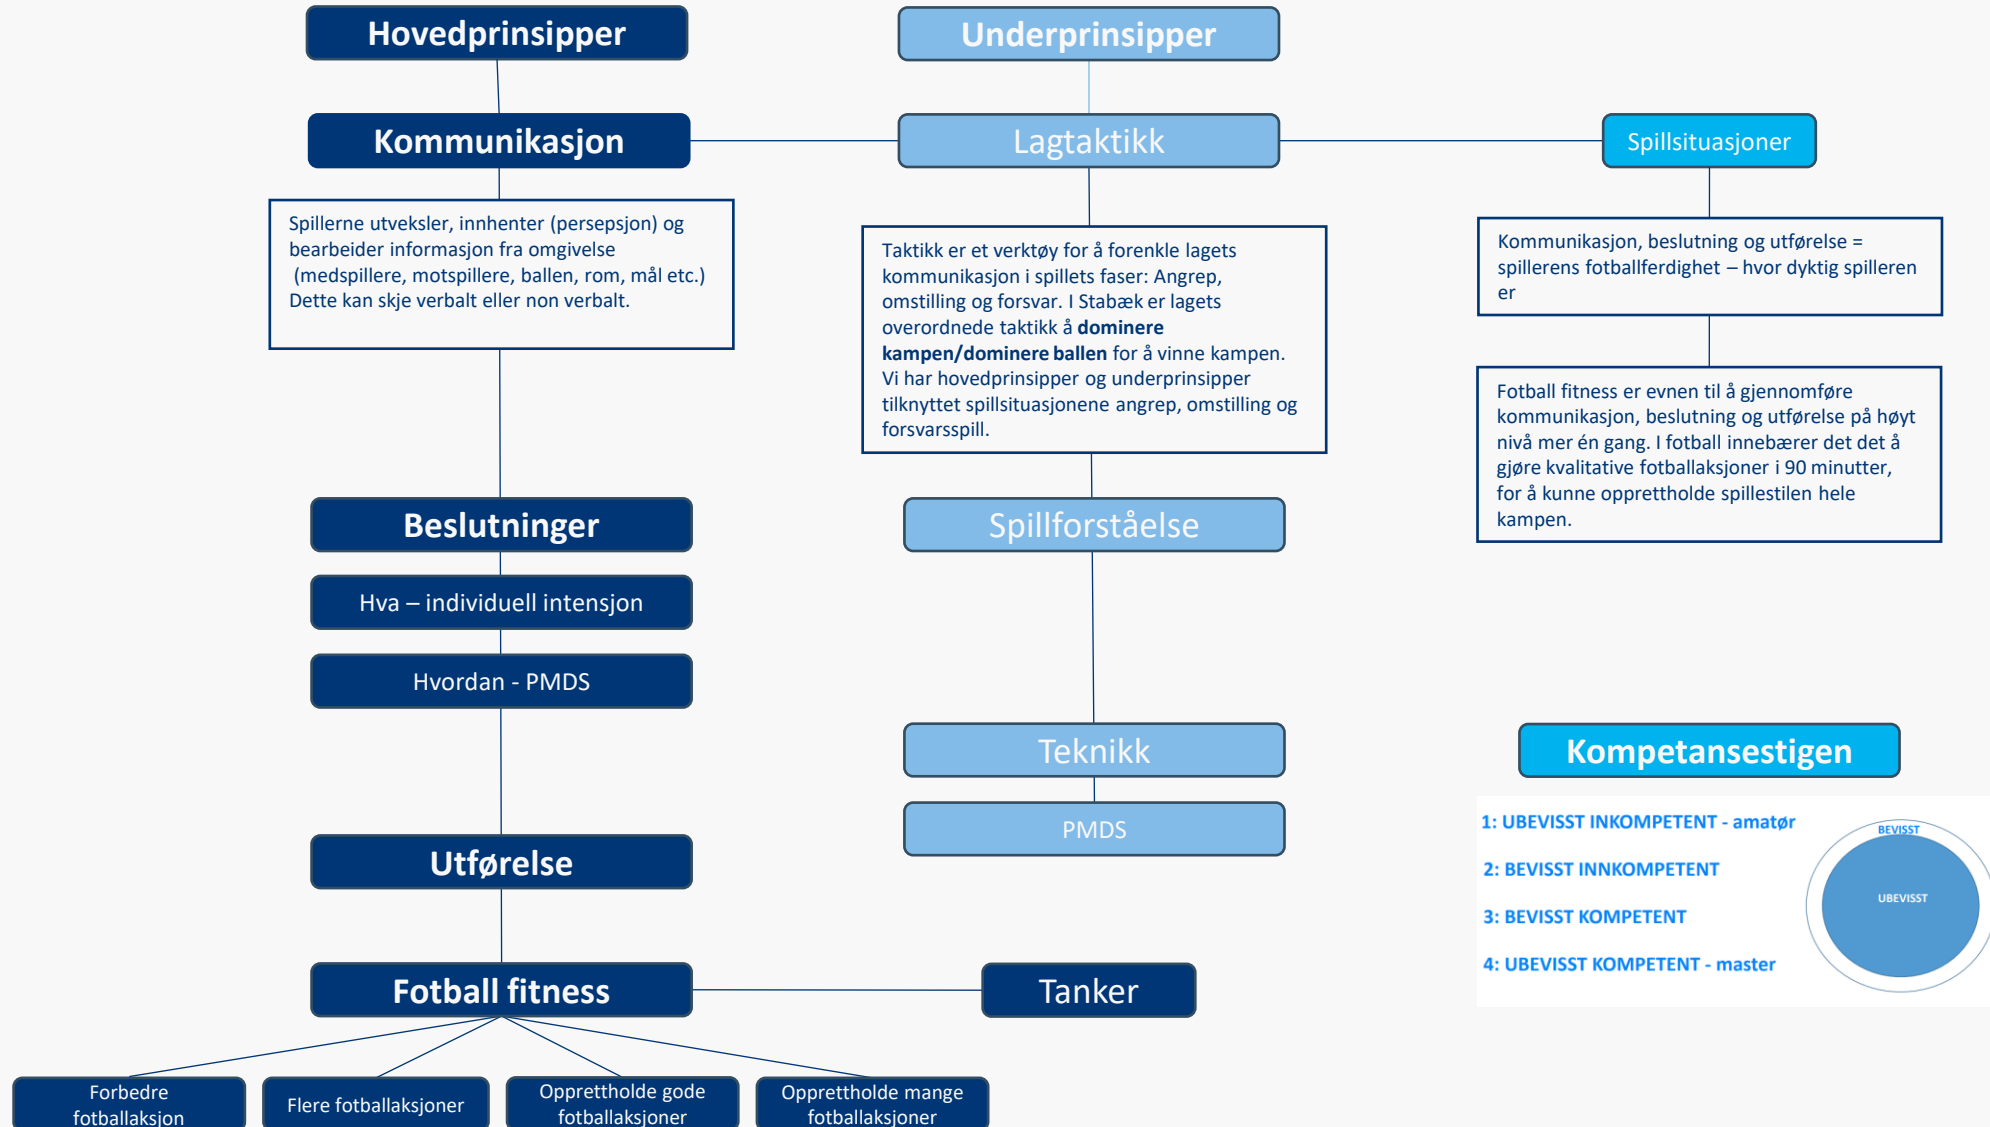 Hovedprinsipper
Underprinsipper
Kommunikasjon
Lagtaktikk
Spillsituasjoner
Spillerne utveksler, innhenter (persepsjon) og
bearbeider informasjon fra omgivelse
(medspillere, motspillere, ballen, rom, mål etc.)
Dette kan skje verbalt eller non verbalt.
Taktikk er et verktøy for å forenkle lagets
kommunikasjon i spillets faser: Angrep,
omstilling og forsvar. I Stabæk er lagets
overordnede taktikk å dominere
kampen/dominere ballen for å vinne kampen.
Vi har hovedprinsipper og underprinsipper
tilknyttet spillsituasjonene angrep, omstilling og
forsvarsspill.
Kommunikasjon, beslutning og utførelse =
spillerens fotballferdighet – hvor dyktig spilleren
er
Fotball fitness er evnen til å gjennomføre
kommunikasjon, beslutning og utførelse på høyt
nivå mer én gang. I fotball innebærer det det å
gjøre kvalitative fotballaksjoner i 90 minutter,
for å kunne opprettholde spillestilen hele
kampen.
Beslutninger
Spillforståelse
Hva – individuell intensjon
Hvordan - PMDS
Teknikk
PMDS
Kompetansestigen
1: UBEVISST INKOMPETENT - amatør
2: BEVISST INNKOMPETENT
3: BEVISST KOMPETENT
4: UBEVISST KOMPETENT - master
BEVISST
UBEVISST
Utførelse
Fotball fitness
Tanker
Forbedre
fotballaksjon
Flere fotballaksjoner
Opprettholde gode
fotballaksjoner
Opprettholde mange
fotballaksjoner